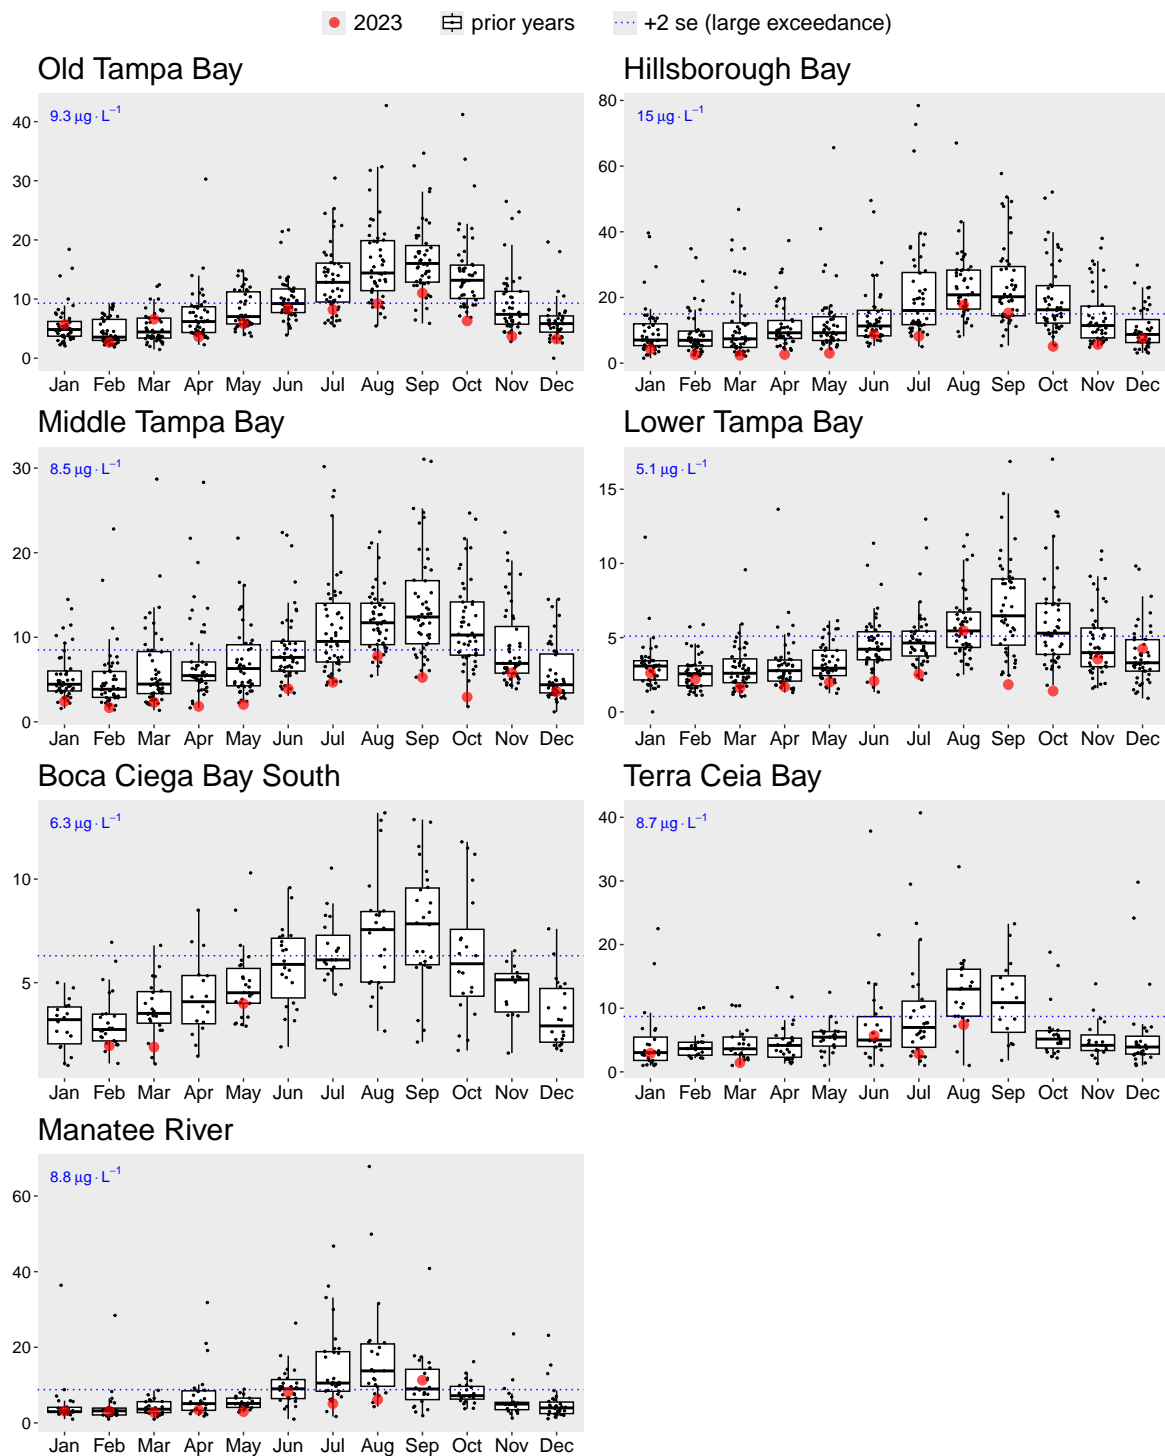 2023 prior years +2 se (large exceedance)
Old Tampa Bay
9.3 μg · L⁻¹
40
30
20
10
0
Jan Feb Mar Apr May Jun Jul Aug Sep Oct Nov Dec
Hillsborough Bay
15 μg · L⁻¹
80
60
40
20
0
Jan Feb Mar Apr May Jun Jul Aug Sep Oct Nov Dec
Middle Tampa Bay
8.5 μg · L⁻¹
30
20
10
0
Jan Feb Mar Apr May Jun Jul Aug Sep Oct Nov Dec
Lower Tampa Bay
5.1 μg · L⁻¹
15
10
5
0
Jan Feb Mar Apr May Jun Jul Aug Sep Oct Nov Dec
Boca Ciega Bay South
6.3 μg · L⁻¹
10
5
Jan Feb Mar Apr May Jun Jul Aug Sep Oct Nov Dec
Terra Ceia Bay
8.7 μg · L⁻¹
40
30
20
10
0
Jan Feb Mar Apr May Jun Jul Aug Sep Oct Nov Dec
Manatee River
8.8 μg · L⁻¹
60
40
20
0
Jan Feb Mar Apr May Jun Jul Aug Sep Oct Nov Dec